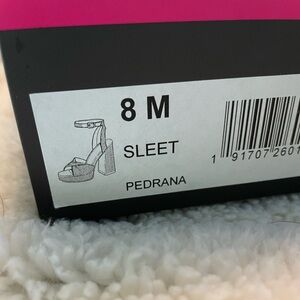 8 M
SLEET
PEDRANA
1 91707 2601